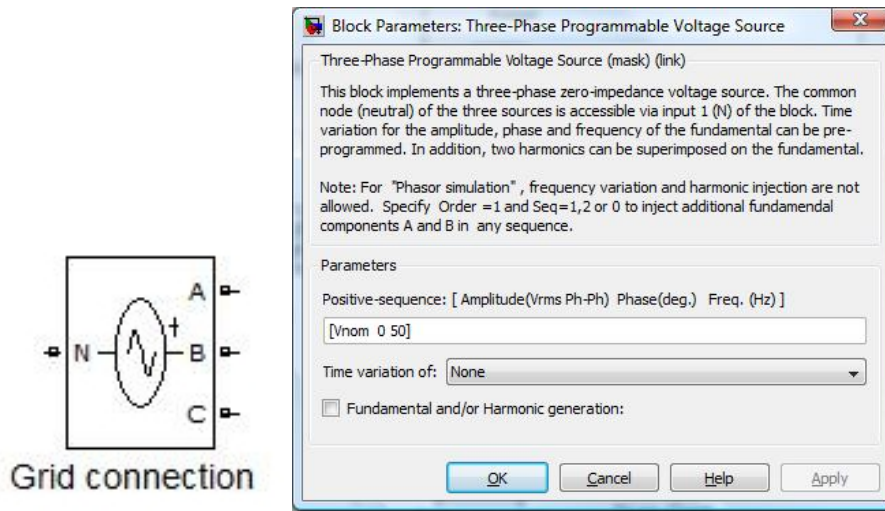 A
N
B
C
Grid connection
Block Parameters: Three-Phase Programmable Voltage Source
Three-Phase Programmable Voltage Source (mask) (link)
This block implements a three-phase zero-impedance voltage source. The common
node (neutral) of the three sources is accessible via input 1 (N) of the block. Time
variation for the amplitude, phase and frequency of the fundamental can be pre-
programmed. In addition, two harmonics can be superimposed on the fundamental.
Note: For "Phasor simulation" , frequency variation and harmonic injection are not
allowed. Specify Order =1 and Seq=1,2 or 0 to inject additional fundamendal
components A and B in any sequence.
Parameters
Positive-sequence: [ Amplitude(Vrms Ph-Ph) Phase(deg.) Freq. (Hz) ]
[Vnom 0 50]
Time variation of: None
Fundamental and/or Harmonic generation:
OK Cancel Help Apply